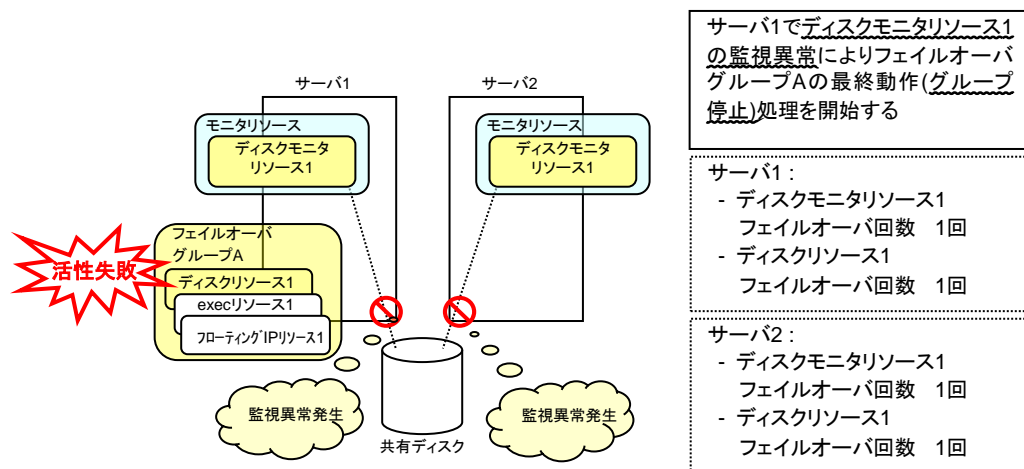 サーバ1
サーバ2
モニタリソース
ディスクモニタ
リソース1
モニタリソース
ディスクモニタ
リソース1
フェイルオーバ
グループA
活性失敗
ディスクリソース1
execリソース1
フローティングIPリソース1
監視異常発生
監視異常発生
共有ディスク
サーバ1でディスクモニタリソース1
の監視異常によりフェイルオーバ
グループAの最終動作(グループ
停止)処理を開始する
サーバ1 :
- ディスクモニタリソース1
フェイルオーバ回数 1回
- ディスクリソース1
フェイルオーバ回数 1回
サーバ2 :
- ディスクモニタリソース1
フェイルオーバ回数 1回
- ディスクリソース1
フェイルオーバ回数 1回